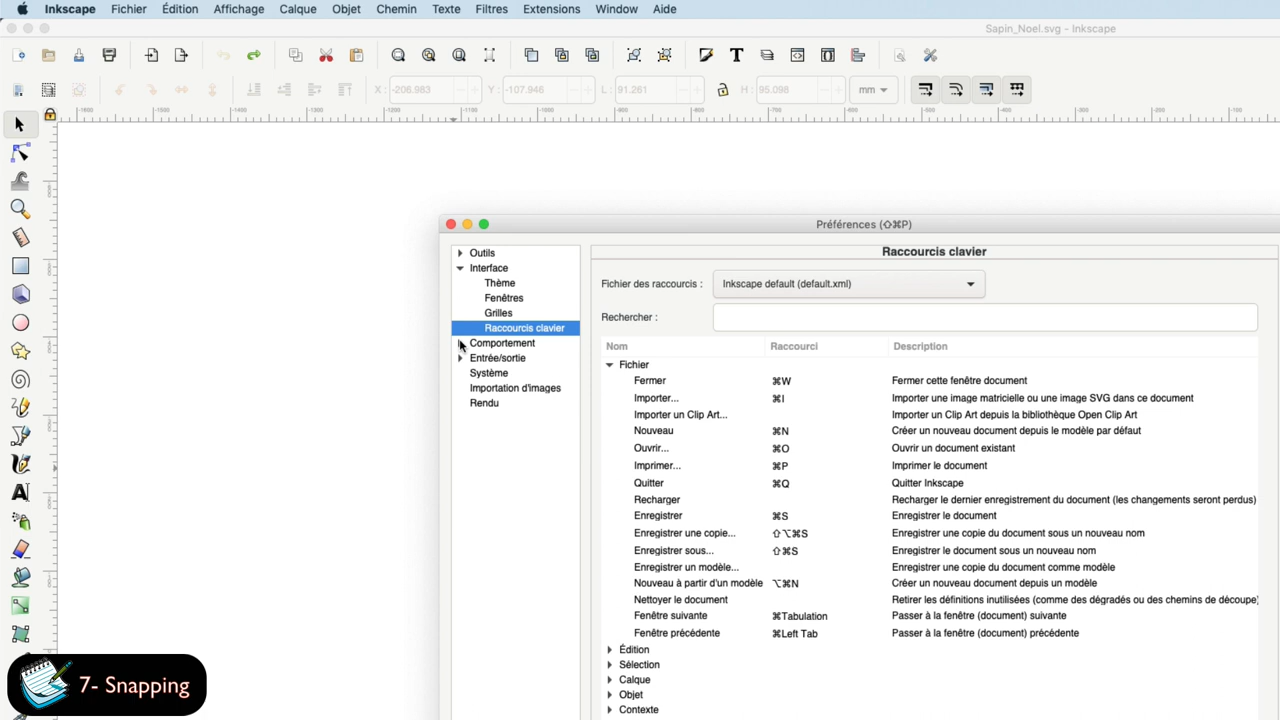 Inkscape Fichier Édition Affichage Calque Objet Chemin Texte Filtres Extensions Window Aide
Sapin_Noel.svg - Inkscape
X : -206.983 Y : -107.946 L : 91.261 H : 95.098 mm
Préférences (⇧⌘P)
Outils
Interface
Thème
Fenêtres
Grilles
Raccourcis clavier
Comportement
Entrée/sortie
Système
Importation d'images
Rendu
Raccourcis clavier
Fichier des raccourcis : Inkscape default (default.xml)
Rechercher :
Nom Raccourci Description
Fichier
Fermer ⌘W Fermer cette fenêtre document
Importer... ⌘I Importer une image matricielle ou une image SVG dans ce document
Importer un Clip Art... Importer un Clip Art depuis la bibliothèque Open Clip Art
Nouveau ⌘N Créer un nouveau document depuis le modèle par défaut
Ouvrir... ⌘O Ouvrir un document existant
Imprimer... ⌘P Imprimer le document
Quitter ⌘Q Quitter Inkscape
Recharger Recharger le dernier enregistrement du document (les changements seront perdus)
Enregistrer ⌘S Enregistrer le document
Enregistrer une copie... ⇧⌥⌘S Enregistrer une copie du document sous un nouveau nom
Enregistrer sous... ⇧⌘S Enregistrer le document sous un nouveau nom
Enregistrer un modèle... Enregistrer une copie du document comme modèle
Nouveau à partir d'un modèle ⌥⌘N Créer un nouveau document depuis un modèle
Nettoyer le document Retirer les définitions inutilisées (comme des dégradés ou des chemins de découpe)
Fenêtre suivante ⌘Tabulation Passer à la fenêtre (document) suivante
Fenêtre précédente ⌘Left Tab Passer à la fenêtre (document) précédente
Édition
Sélection
Calque
Objet
Contexte
7- Snapping